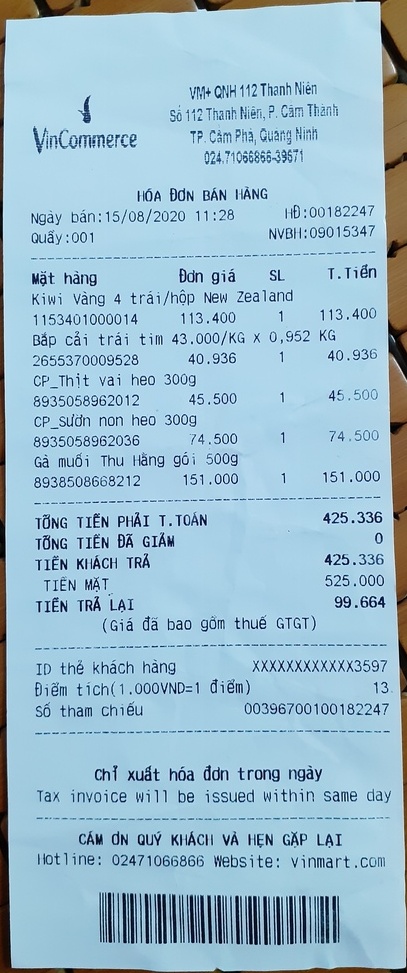 VinCommerce
VM+ QNH 112 Thanh Niên
Số 112 Thanh Niên, P. Cẩm Thành
TP. Cẩm Phả, Quảng Ninh
024.71066866-39671
HÓA ĐƠN BÁN HÀNG
Ngày bán:15/08/2020 11:28 HĐ:00182247
Quầy:001 NVBH:09015347
Mặt hàng Đơn giá SL T.Tiền
Kiwi Vàng 4 trái/hộp New Zealand
1153401000014 113.400 1 113.400
Bắp cải trái tim 43.000/KG x 0,952 KG
2655370009528 40.936 1 40.936
CP_Thịt vai heo 300g
8935058962012 45.500 1 45.500
CP_Sườn non heo 300g
8935058962036 74.500 1 74.500
Gà muối Thu Hằng gói 500g
8938508668212 151.000 1 151.000
TỔNG TIỀN PHẢI T.TOÁN 425.336
TỔNG TIỀN ĐÃ GIẢM 0
TIỀN KHÁCH TRẢ 425.336
TIỀN MẶT 525.000
TIỀN TRẢ LẠI 99.664
(Giá đã bao gồm thuế GTGT)
ID thẻ khách hàng XXXXXXXXXXXX3597
Điểm tích(1.000VND=1 điểm) 13
Số tham chiếu 00396700100182247
Chỉ xuất hóa đơn trong ngày
Tax invoice will be issued within same day
CẢM ƠN QUÝ KHÁCH VÀ HẸN GẶP LẠI
Hotline: 02471066866 Website: vinmart.com